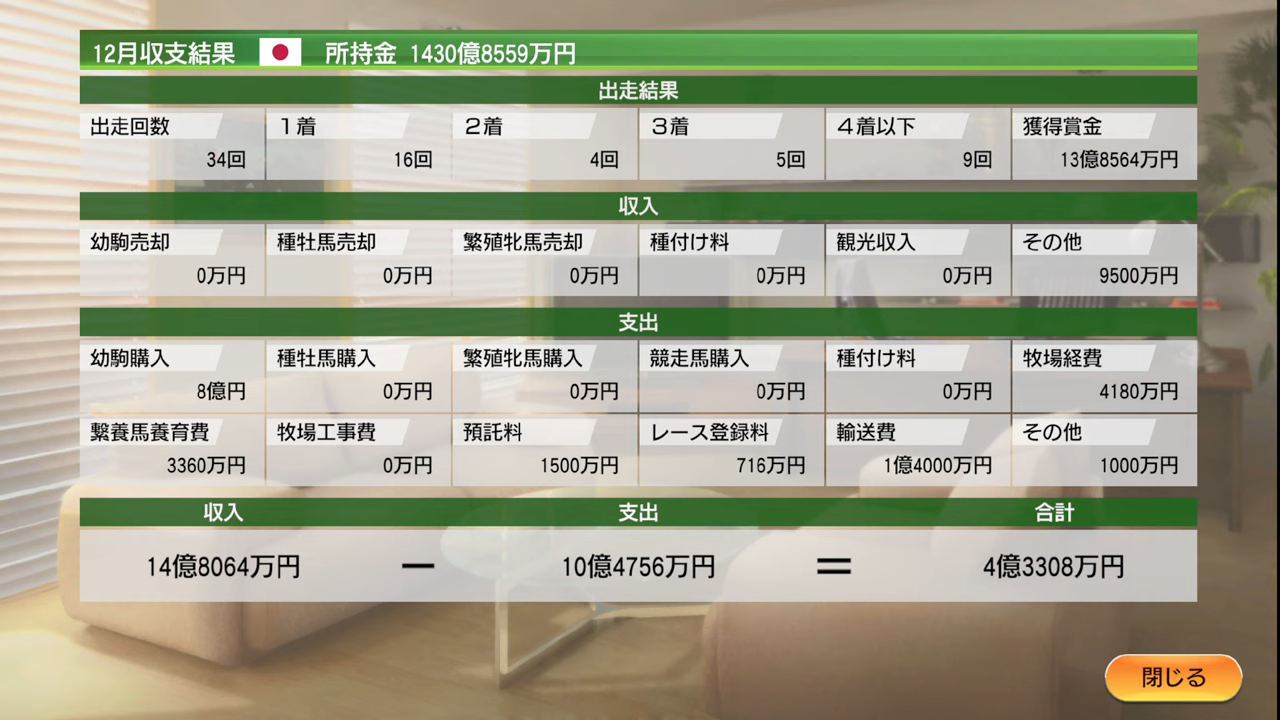 12月収支結果 所持金 1430億8559万円
出走結果
出走回数 1着 2着 3着 4着以下 獲得賞金
34回 16回 4回 5回 9回 13億8564万円
収入
幼駒売却 種牡馬売却 繁殖牝馬売却 種付け料 観光収入 その他
0万円 0万円 0万円 0万円 0万円 9500万円
支出
幼駒購入 種牡馬購入 繁殖牝馬購入 競走馬購入 種付け料 牧場経費
8億円 0万円 0万円 0万円 0万円 4180万円
繋養馬養育費 牧場工事費 預託料 レース登録料 輸送費 その他
3360万円 0万円 1500万円 716万円 1億4000万円 1000万円
収入 支出 合計
14億8064万円 － 10億4756万円 ＝ 4億3308万円
閉じる